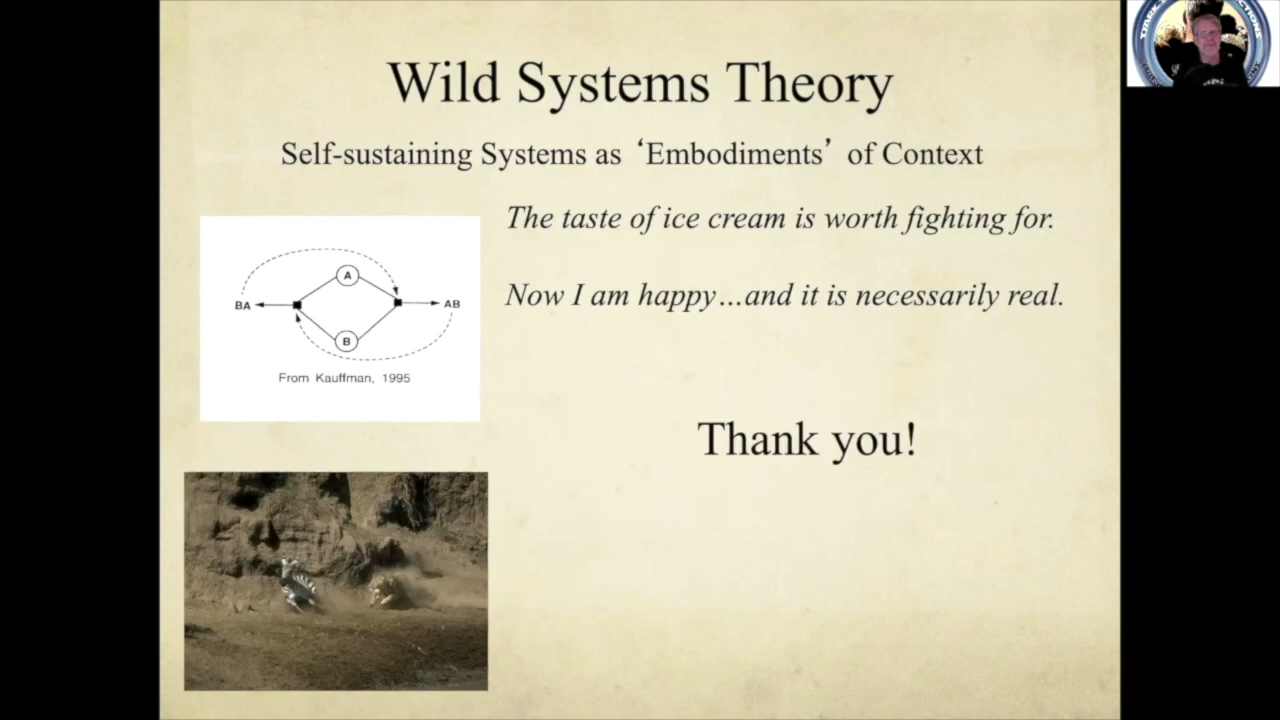 Wild Systems Theory
Self-sustaining Systems as ‘Embodiments’ of Context
The taste of ice cream is worth fighting for.
Now I am happy…and it is necessarily real.
A
BA
AB
B
From Kauffman, 1995
Thank you!